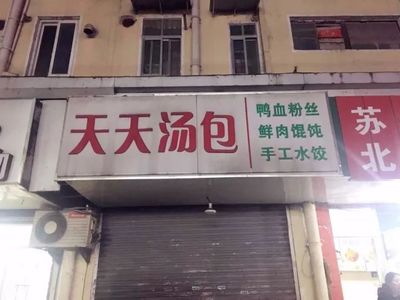 天天汤包
鸭血粉丝
鲜肉馄饨
手工水饺
苏
北